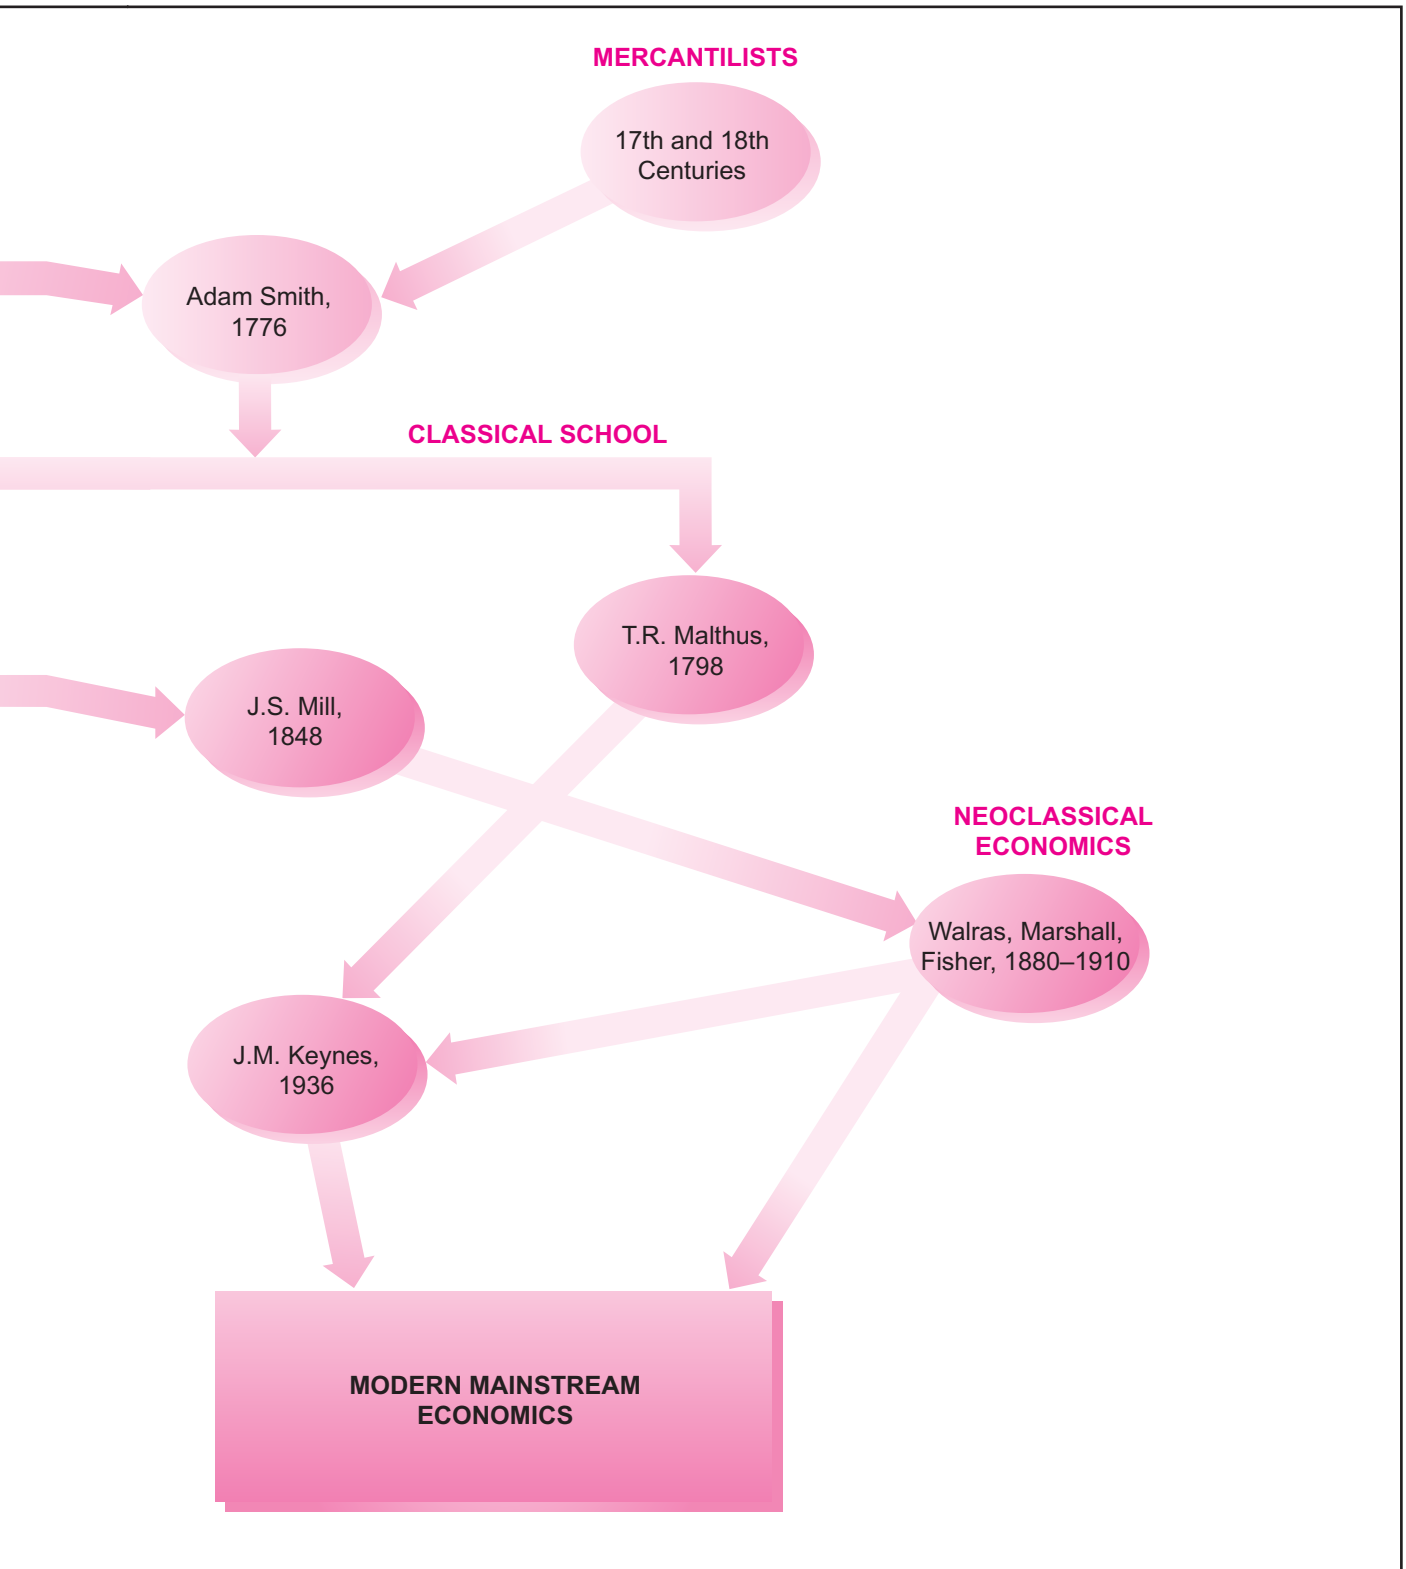 MERCANTILISTS
17th and 18th
Centuries
Adam Smith,
1776
CLASSICAL SCHOOL
T.R. Malthus,
1798
J.S. Mill,
1848
NEOCLASSICAL
ECONOMICS
Walras, Marshall,
Fisher, 1880–1910
J.M. Keynes,
1936
MODERN MAINSTREAM
ECONOMICS